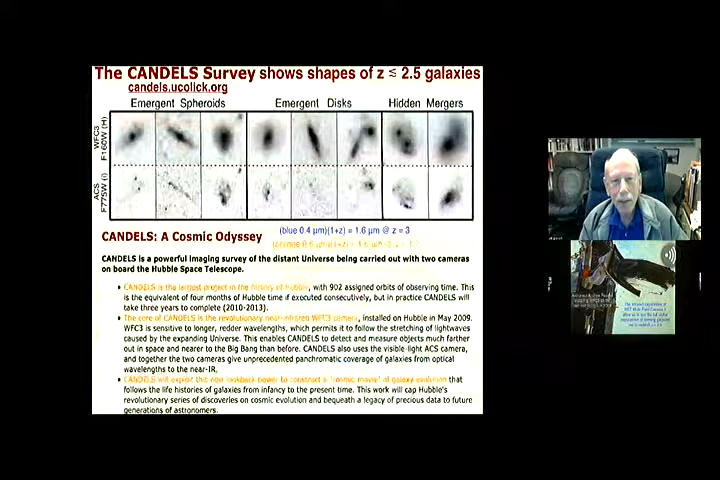 The CANDELS Survey shows shapes of z ≲ 2.5 galaxies
candels.ucolick.org
Emergent Spheroids
Emergent Disks
Hidden Mergers
WFC3
F160W (H)
ACS
F775W (i)
CANDELS: A Cosmic Odyssey
(blue 0.4 μm)(1+z) = 1.6 μm @ z = 3
CANDELS is a powerful imaging survey of the distant Universe being carried out with two cameras
on board the Hubble Space Telescope.
• CANDELS is the largest project in the history of Hubble, with 902 assigned orbits of observing time. This
is the equivalent of four months of Hubble time if executed consecutively, but in practice CANDELS will
take three years to complete (2010-2013).
• The core of CANDELS is the revolutionary near-infrared WFC3 camera, installed on Hubble in May 2009.
WFC3 is sensitive to longer, redder wavelengths, which permits it to follow the stretching of lightwaves
caused by the expanding Universe. This enables CANDELS to detect and measure objects much farther
out in space and nearer to the Big Bang than before. CANDELS also uses the visible-light ACS camera,
and together the two cameras give unprecedented panchromatic coverage of galaxies from optical
wavelengths to the near-IR.
• CANDELS will exploit this new lookback power to construct a "cosmic movie" of galaxy evolution that
follows the life histories of galaxies from infancy to the present time. This work will cap Hubble's
revolutionary series of discoveries on cosmic evolution and bequeath a legacy of precious data to future
generations of astronomers.